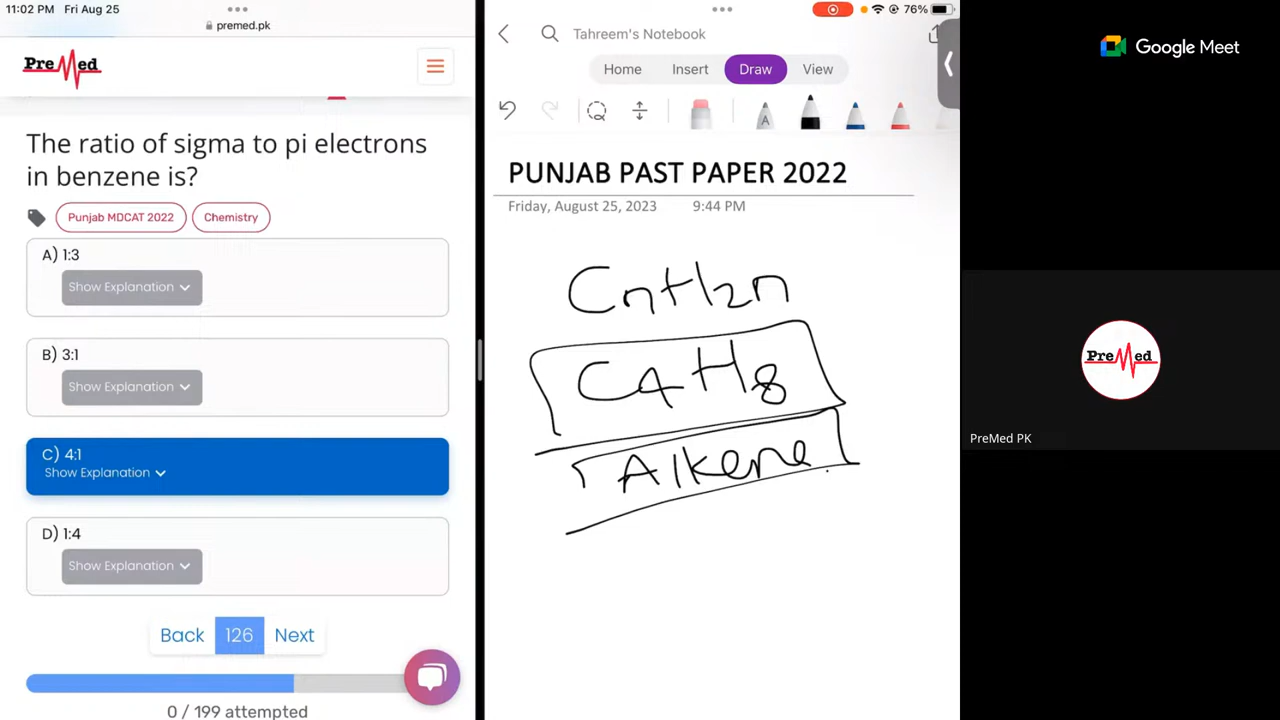 11:02 PM Fri Aug 25
premed.pk
PreMed
The ratio of sigma to pi electrons
in benzene is?
Punjab MDCAT 2022
Chemistry
A) 1:3
Show Explanation
B) 3:1
Show Explanation
C) 4:1
Show Explanation
D) 1:4
Show Explanation
Back 126 Next
0 / 199 attempted
76%
Tahreem's Notebook
Home Insert Draw View
A
PUNJAB PAST PAPER 2022
Friday, August 25, 2023 9:44 PM
CnH2n
C4H8
Alkene
Google Meet
PreMed
PreMed PK